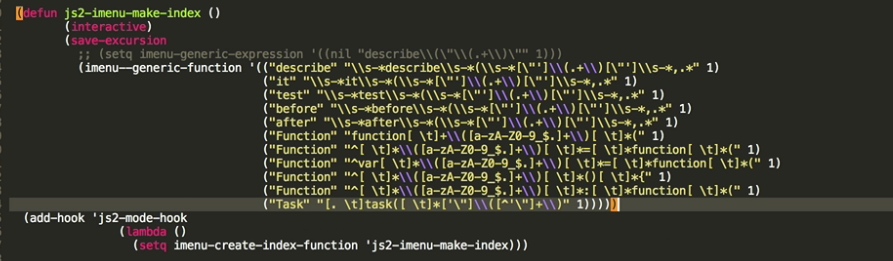 (defun js2-imenu-make-index ()
(interactive)
(save-excursion
;; (setq imenu-generic-expression '((nil "describe\\(\"\\(.+\\)\"" 1)))
(imenu--generic-function '(("describe" "\\s-*describe\\s-*(\\s-*[\"']\\(.+\\)[\"']\\s-*,.*" 1)
("it" "\\s-*it\\s-*(\\s-*[\"']\\(.+\\)[\"']\\s-*,.*" 1)
("test" "\\s-*test\\s-*(\\s-*[\"']\\(.+\\)[\"']\\s-*,.*" 1)
("before" "\\s-*before\\s-*(\\s-*[\"']\\(.+\\)[\"']\\s-*,.*" 1)
("after" "\\s-*after\\s-*(\\s-*[\"']\\(.+\\)[\"']\\s-*,.*" 1)
("Function" "function[ \t]+\\([a-zA-Z0-9_$.]+\\)[ \t]*(" 1)
("Function" "^[ \t]*\\([a-zA-Z0-9_$.]+\\)[ \t]*=[ \t]*function[ \t]*(" 1)
("Function" "^var[ \t]*\\([a-zA-Z0-9_$.]+\\)[ \t]*=[ \t]*function[ \t]*(" 1)
("Function" "^[ \t]*\\([a-zA-Z0-9_$.]+\\)[ \t]*()[ \t]*{" 1)
("Function" "^[ \t]*\\([a-zA-Z0-9_$.]+\\)[ \t]*:[ \t]*function[ \t]*(" 1)
("Task" "[. \t]task([ \t]*['\"]\\([^'\"]+\\)" 1)))))
(add-hook 'js2-mode-hook
(lambda ()
(setq imenu-create-index-function 'js2-imenu-make-index)))